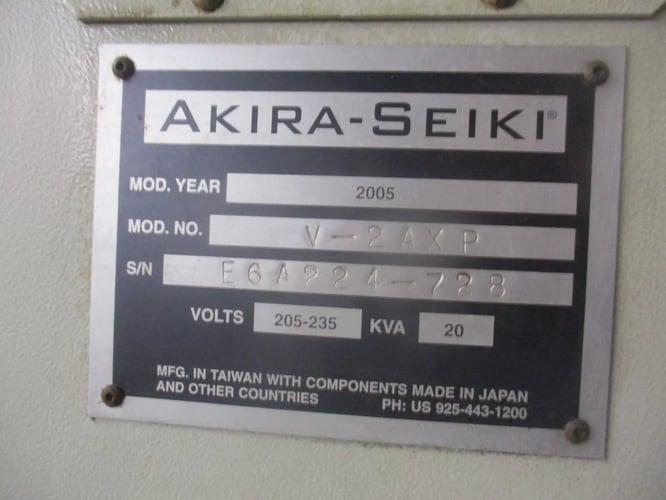 AKIRA-SEIKI®
MOD. YEAR 2005
MOD. NO. V-2AXP
S/N E6A224-728
VOLTS 205-235 KVA 20
MFG. IN TAIWAN WITH COMPONENTS MADE IN JAPAN
AND OTHER COUNTRIES PH: US 925-443-1200